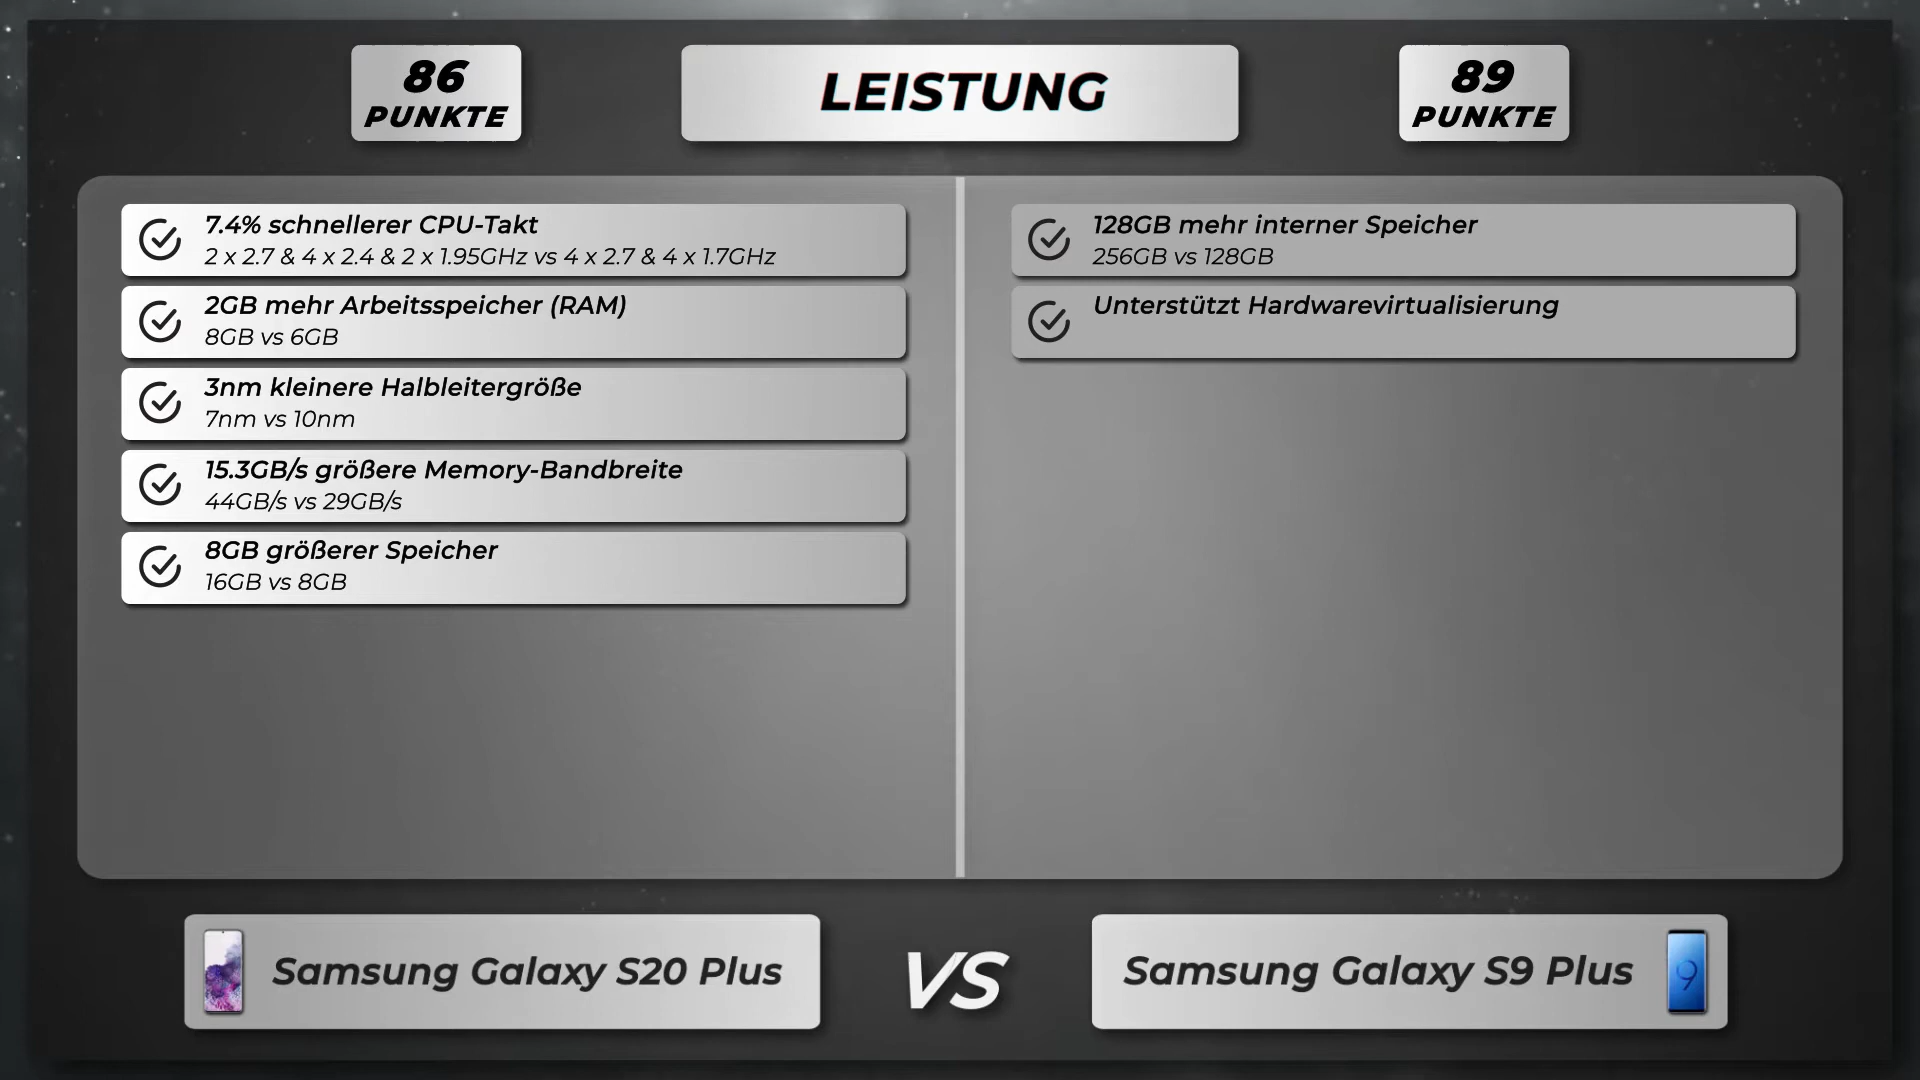 86
PUNKTE
LEISTUNG
89
PUNKTE
7.4% schnellerer CPU-Takt
2 x 2.7 & 4 x 2.4 & 2 x 1.95GHz vs 4 x 2.7 & 4 x 1.7GHz
2GB mehr Arbeitsspeicher (RAM)
8GB vs 6GB
3nm kleinere Halbleitergröße
7nm vs 10nm
15.3GB/s größere Memory-Bandbreite
44GB/s vs 29GB/s
8GB größerer Speicher
16GB vs 8GB
128GB mehr interner Speicher
256GB vs 128GB
Unterstützt Hardwarevirtualisierung
Samsung Galaxy S20 Plus
VS
Samsung Galaxy S9 Plus
9